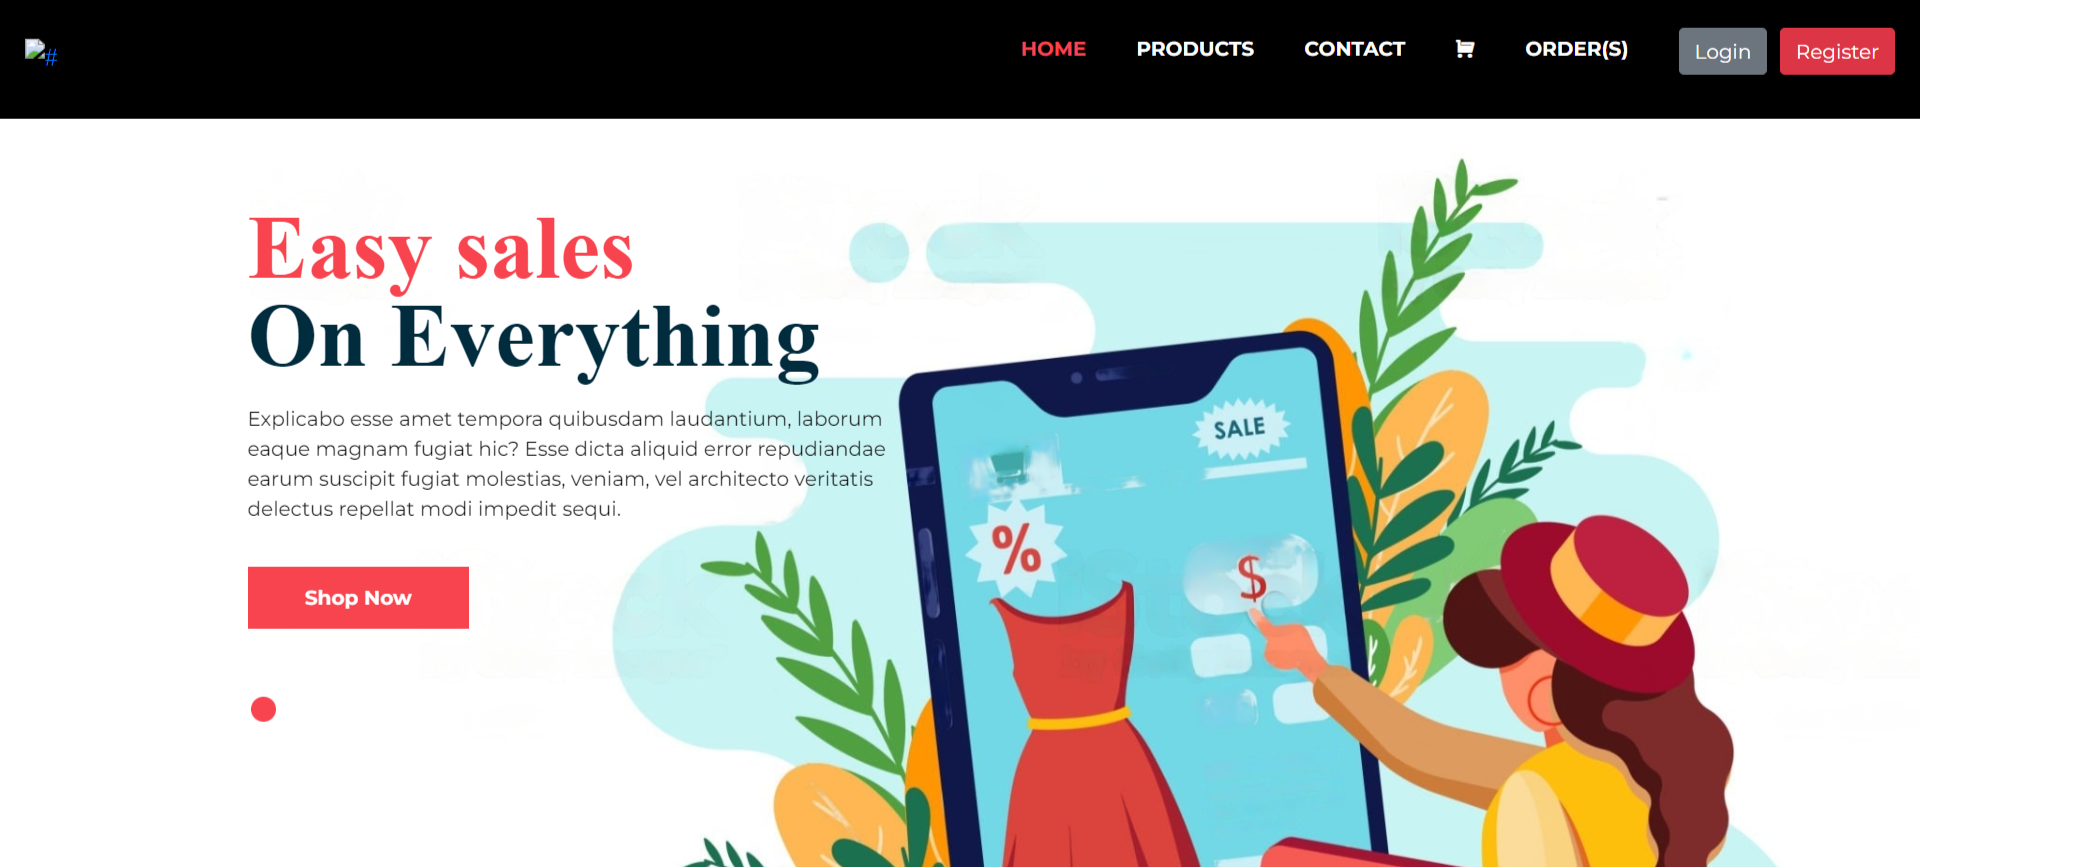 #
HOME PRODUCTS CONTACT ORDER(S) Login Register
Easy sales
On Everything
Explicabo esse amet tempora quibusdam laudantium, laborum
eaque magnam fugiat hic? Esse dicta aliquid error repudiandae
earum suscipit fugiat molestias, veniam, vel architecto veritatis
delectus repellat modi impedit sequi.
Shop Now
SALE
%
$